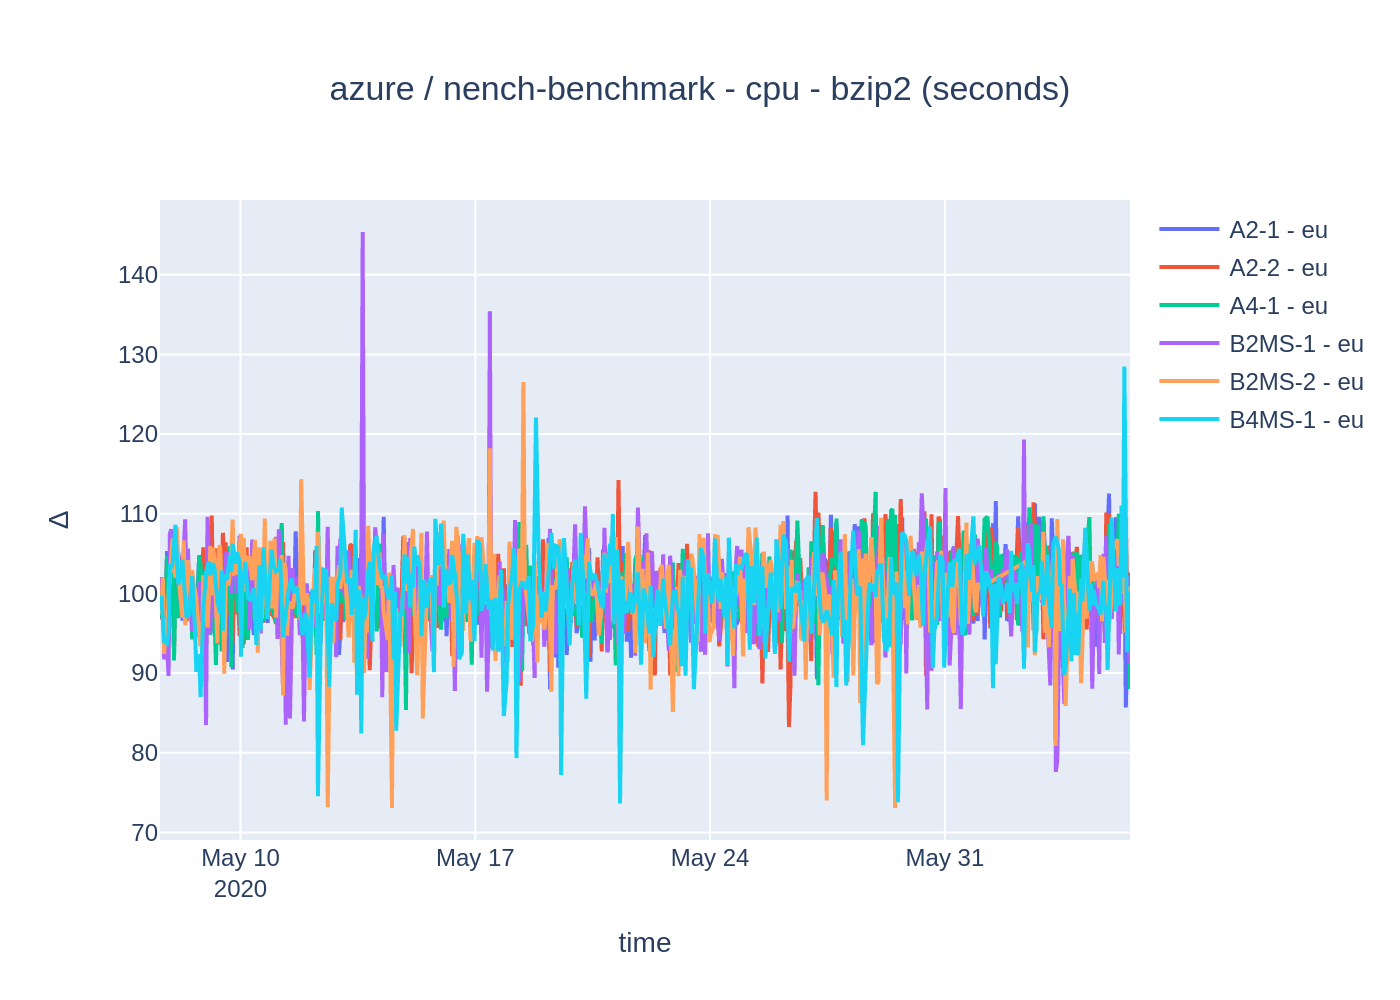 azure / nench-benchmark - cpu - bzip2 (seconds)
A2-1 - eu
A2-2 - eu
A4-1 - eu
B2MS-1 - eu
B2MS-2 - eu
B4MS-1 - eu
140
130
120
110
100
90
80
70
Δ
May 10
2020
May 17
May 24
May 31
time